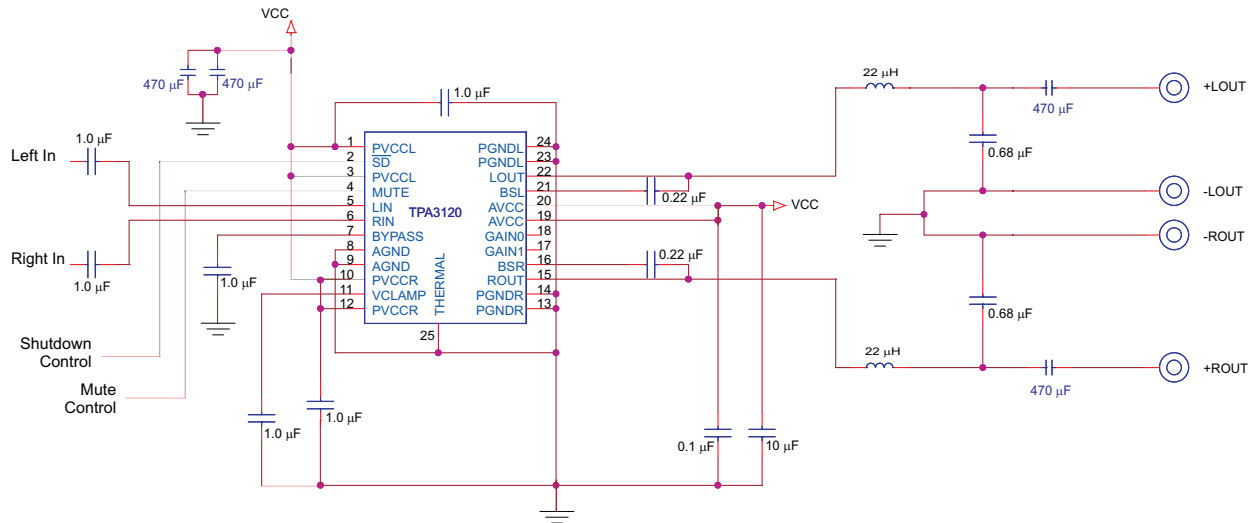 VCC
470 µF
470 µF
1.0 µF
1.0 µF
Left In
Right In
1.0 µF
1.0 µF
Shutdown
Control
Mute
Control
1.0 µF
1.0 µF
1 PVCCL
2 SD
3 PVCCL
4 MUTE
5 LIN
6 RIN
7 BYPASS
8 AGND
9 AGND
10 PVCCR
11 VCLAMP
12 PVCCR
TPA3120
THERMAL
25
PGNDL 24
PGNDL 23
LOUT 22
BSL 21
AVCC 20
AVCC 19
GAIN0 18
GAIN1 17
BSR 16
ROUT 15
PGNDR 14
PGNDR 13
0.22 µF
VCC
0.22 µF
0.1 µF
10 µF
22 µH
470 µF
+LOUT
0.68 µF
-LOUT
-ROUT
0.68 µF
22 µH
470 µF
+ROUT